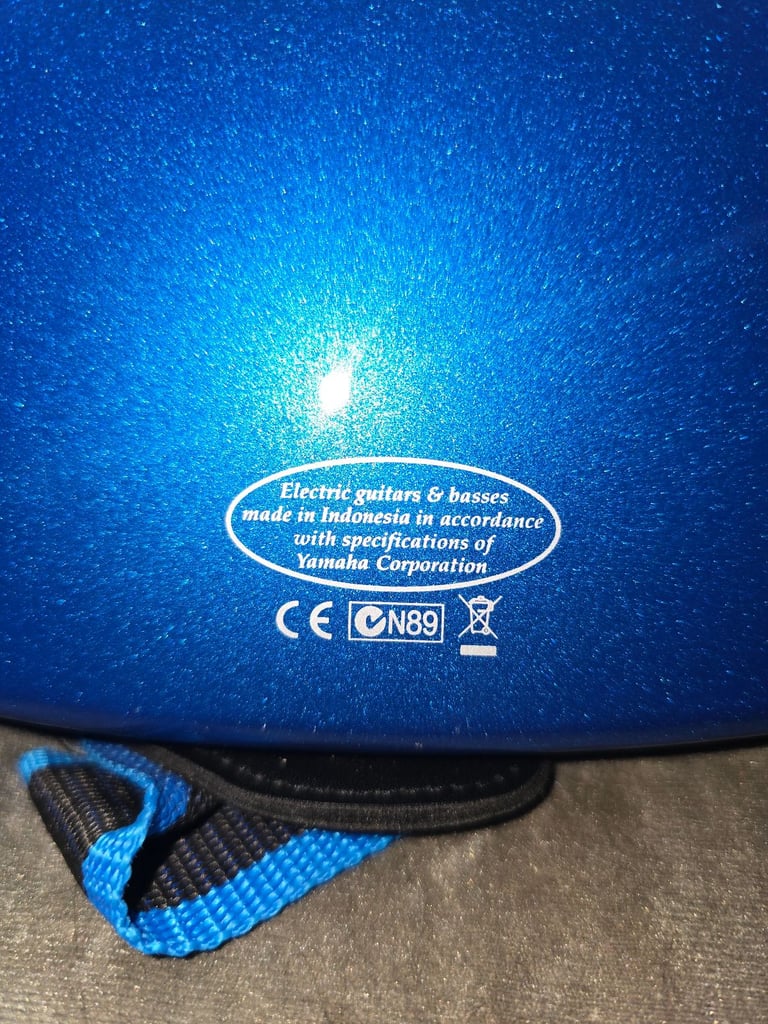 Electric guitars & basses
made in Indonesia in accordance
with specifications of
Yamaha Corporation
CE N89